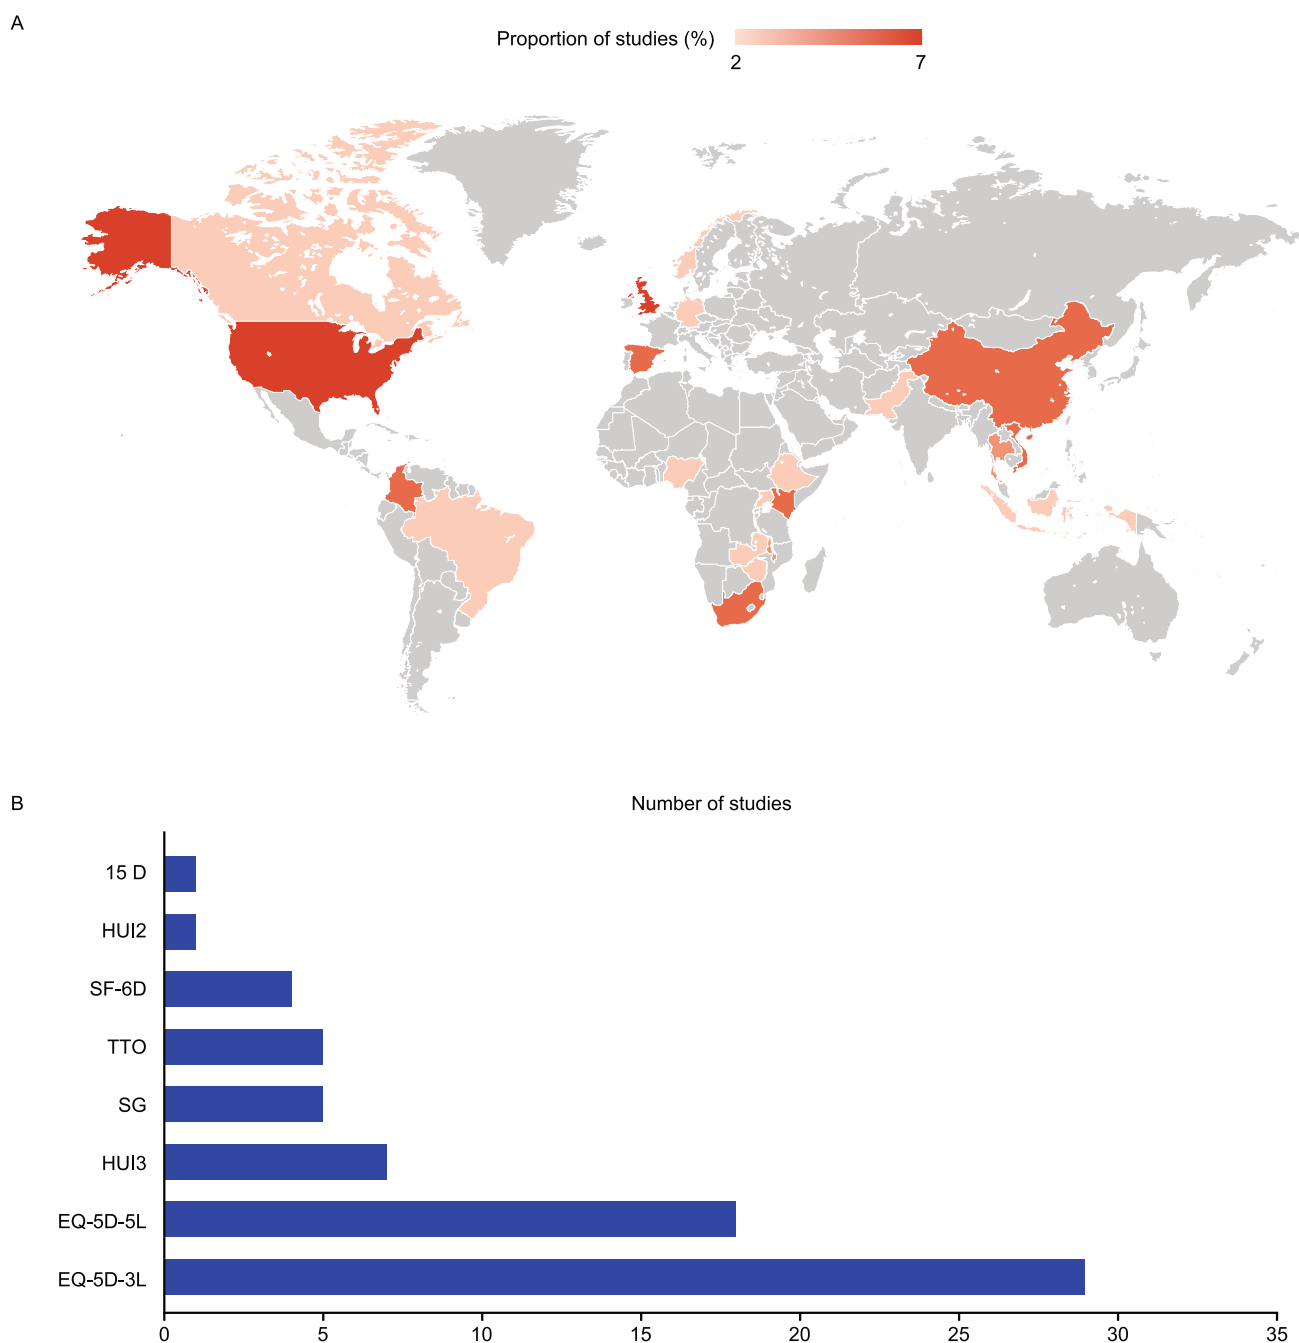 A
Proportion of studies (%)
2 7
B
Number of studies
15 D
HUI2
SF-6D
TTO
SG
HUI3
EQ-5D-5L
EQ-5D-3L
0 5 10 15 20 25 30 35